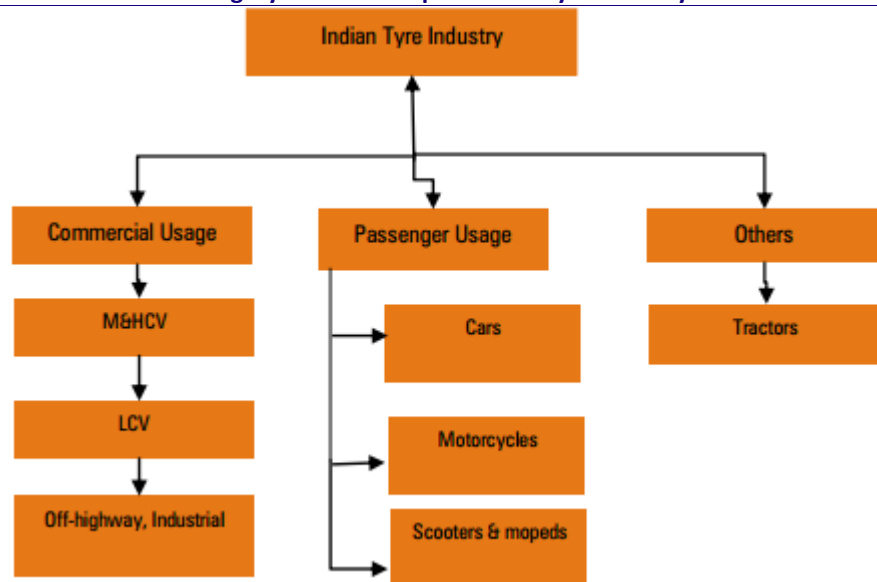 Indian Tyre Industry
Commercial Usage
Passenger Usage
Others
M&HCV
Cars
Tractors
LCV
Motorcycles
Off-highway, Industrial
Scooters & mopeds